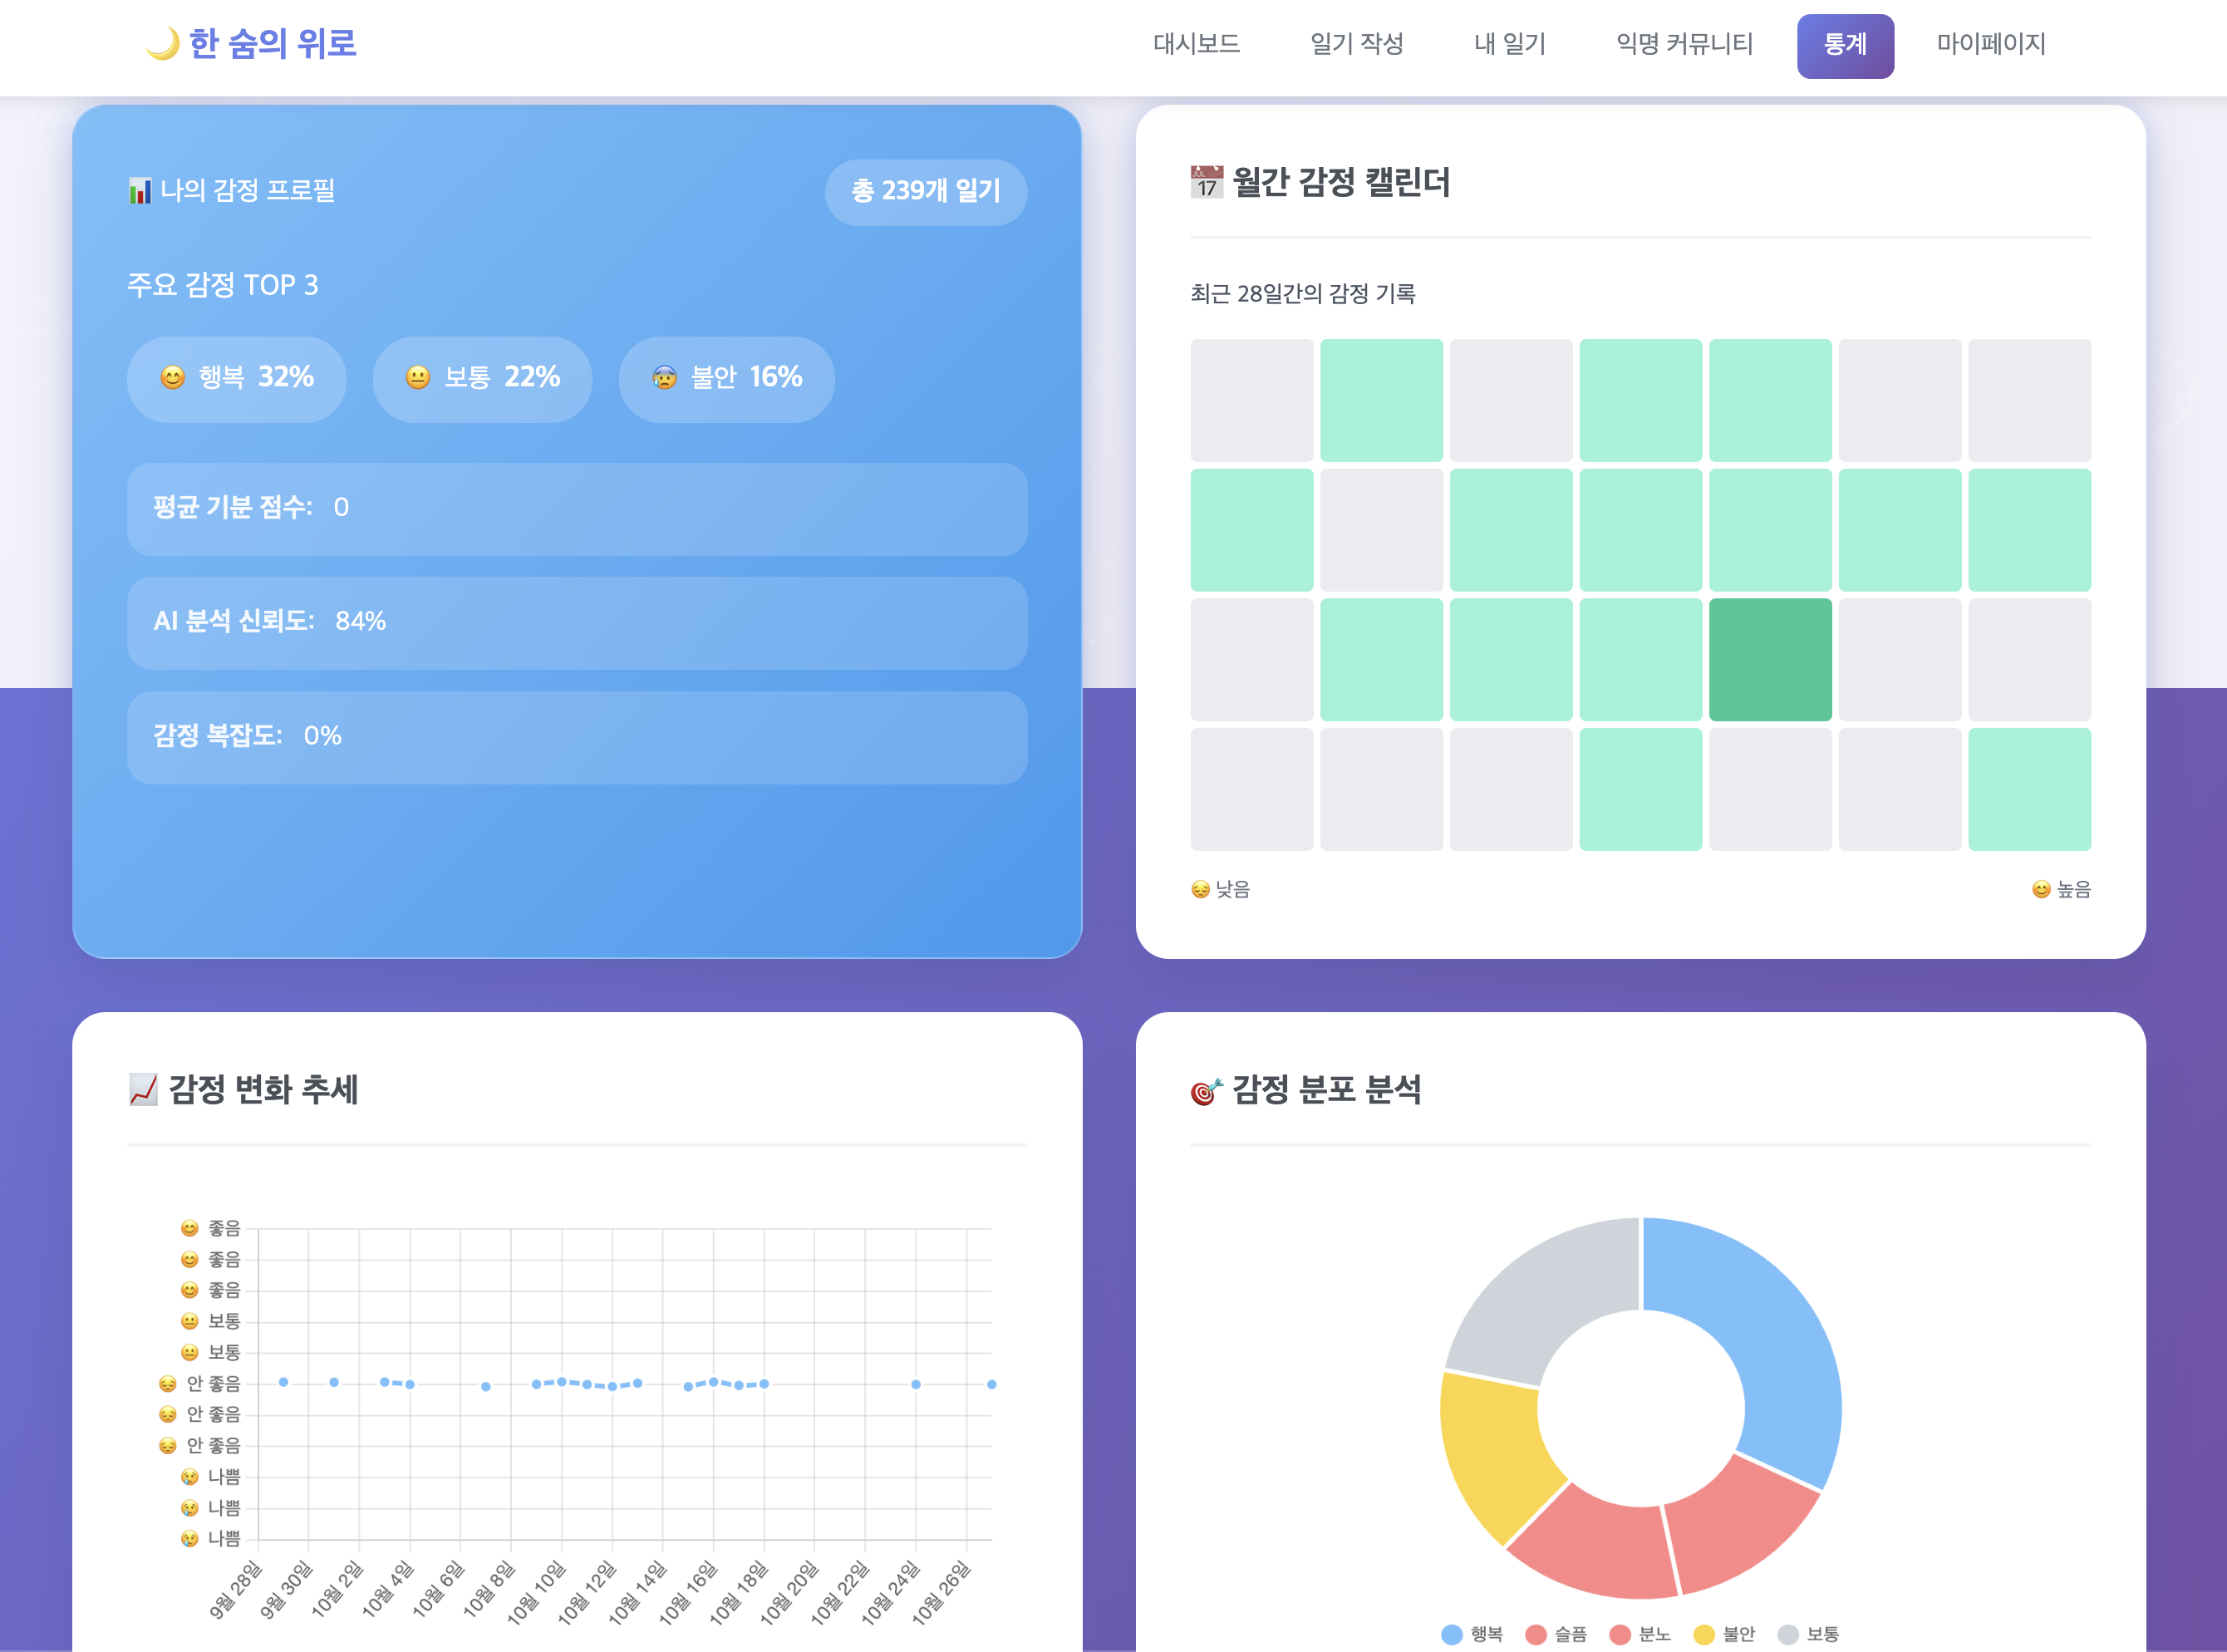 🌙 한 숨의 위로
대시보드
일기 작성
내 일기
익명 커뮤니티
통계
마이페이지
📊 나의 감정 프로필
총 239개 일기
주요 감정 TOP 3
😊 행복 32%
😐 보통 22%
😰 불안 16%
평균 기분 점수: 0
AI 분석 신뢰도: 84%
감정 복잡도: 0%
📅 월간 감정 캘린더
최근 28일간의 감정 기록
😔 낮음
😊 높음
📈 감정 변화 추세
😊 좋음
😊 좋음
😊 좋음
😐 보통
😐 보통
😔 안 좋음
😔 안 좋음
😔 안 좋음
😢 나쁨
😢 나쁨
😢 나쁨
9월 28일
9월 30일
10월 2일
10월 4일
10월 6일
10월 8일
10월 10일
10월 12일
10월 14일
10월 16일
10월 18일
10월 20일
10월 22일
10월 24일
10월 26일
🎯 감정 분포 분석
행복
슬픔
분노
불안
보통